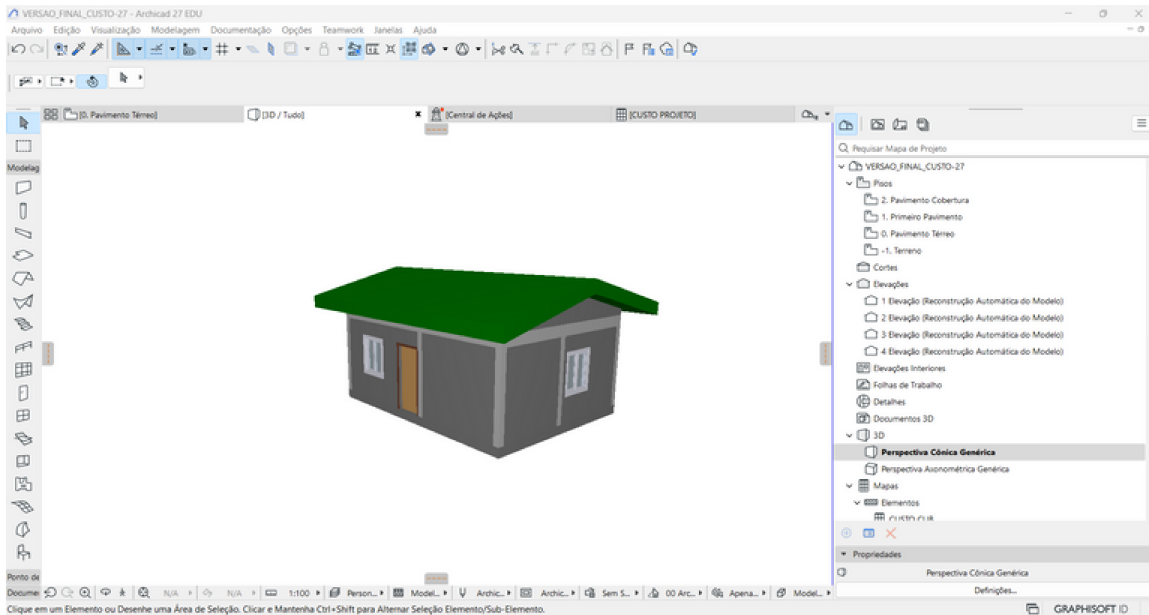 VERSAO_FINAL_CUSTO-27 - Archicad 27 EDU
Arquivo Edição Visualização Modelagem Documentação Opções Teamwork Janelas Ajuda
[0. Pavimento Térreo] [3D / Tudo] [Central de Ações] [CUSTO PROJETO]
Modelag
Pequisar Mapa de Projeto
VERSAO_FINAL_CUSTO-27
Pisos
2. Pavimento Cobertura
1. Primeiro Pavimento
0. Pavimento Térreo
-1. Terreno
Cortes
Elevações
1 Elevação (Reconstrução Automática do Modelo)
2 Elevação (Reconstrução Automática do Modelo)
3 Elevação (Reconstrução Automática do Modelo)
4 Elevação (Reconstrução Automática do Modelo)
Elevações Interiores
Folhas de Trabalho
Detalhes
Documentos 3D
3D
Perspectiva Cônica Genérica
Perspectiva Axonométrica Genérica
Mapas
Elementos
CUSTO CUB
Propriedades
Perspectiva Cônica Genérica
Definições...
Ponto de
Docume N/A N/A 1:100 Person... Model... Archic... Archic... Sem S... 00 Arc... Apena... Model...
Clique em um Elemento ou Desenhe uma Área de Seleção. Clicar e Mantenha Ctrl+Shift para Alternar Seleção Elemento/Sub-Elemento.
GRAPHISOFT ID